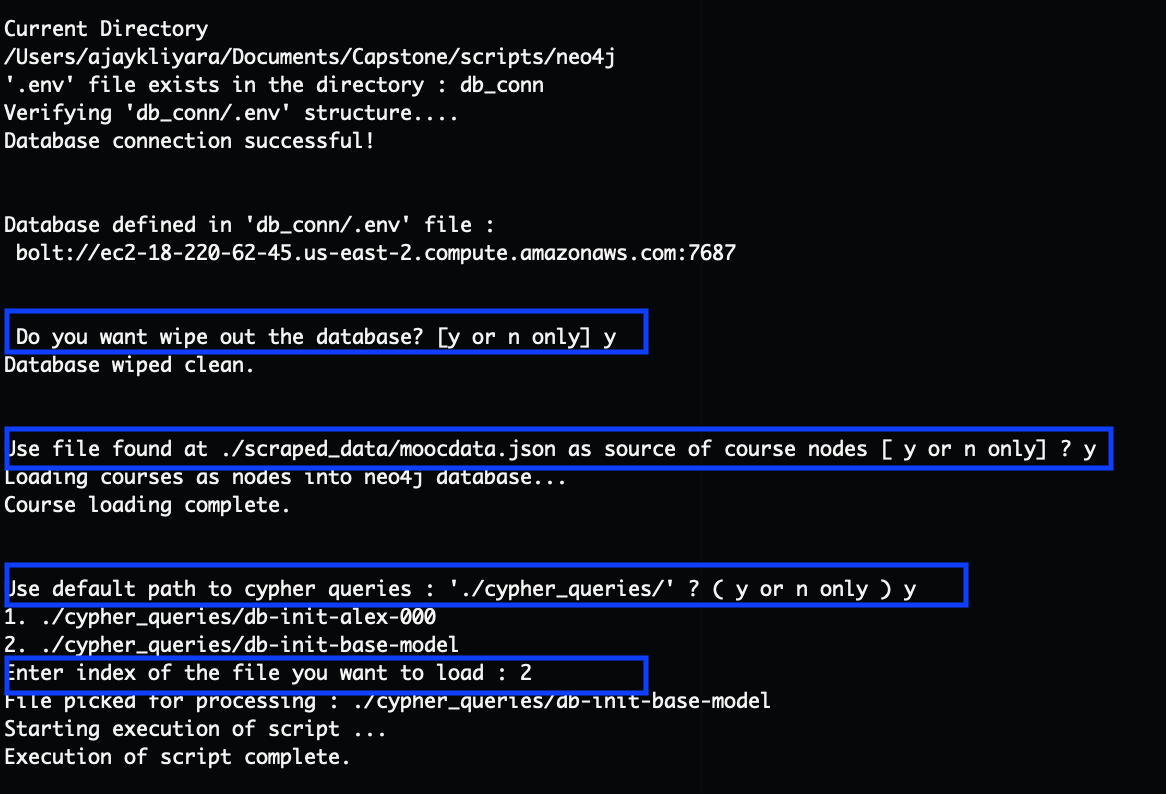 Current Directory
/Users/ajaykliyara/Documents/Capstone/scripts/neo4j
'.env' file exists in the directory : db_conn
Verifying 'db_conn/.env' structure....
Database connection successful!
Database defined in 'db_conn/.env' file :
bolt://ec2-18-220-62-45.us-east-2.compute.amazonaws.com:7687
Do you want wipe out the database? [y or n only] y
Database wiped clean.
Use file found at ./scraped_data/moocdata.json as source of course nodes [ y or n only] ? y
Loading courses as nodes into neo4j database...
Course loading complete.
Use default path to cypher queries : './cypher_queries/' ? ( y or n only ) y
1. ./cypher_queries/db-init-alex-000
2. ./cypher_queries/db-init-base-model
Enter index of the file you want to load : 2
File picked for processing : ./cypher_queries/db-init-base-model
Starting execution of script ...
Execution of script complete.